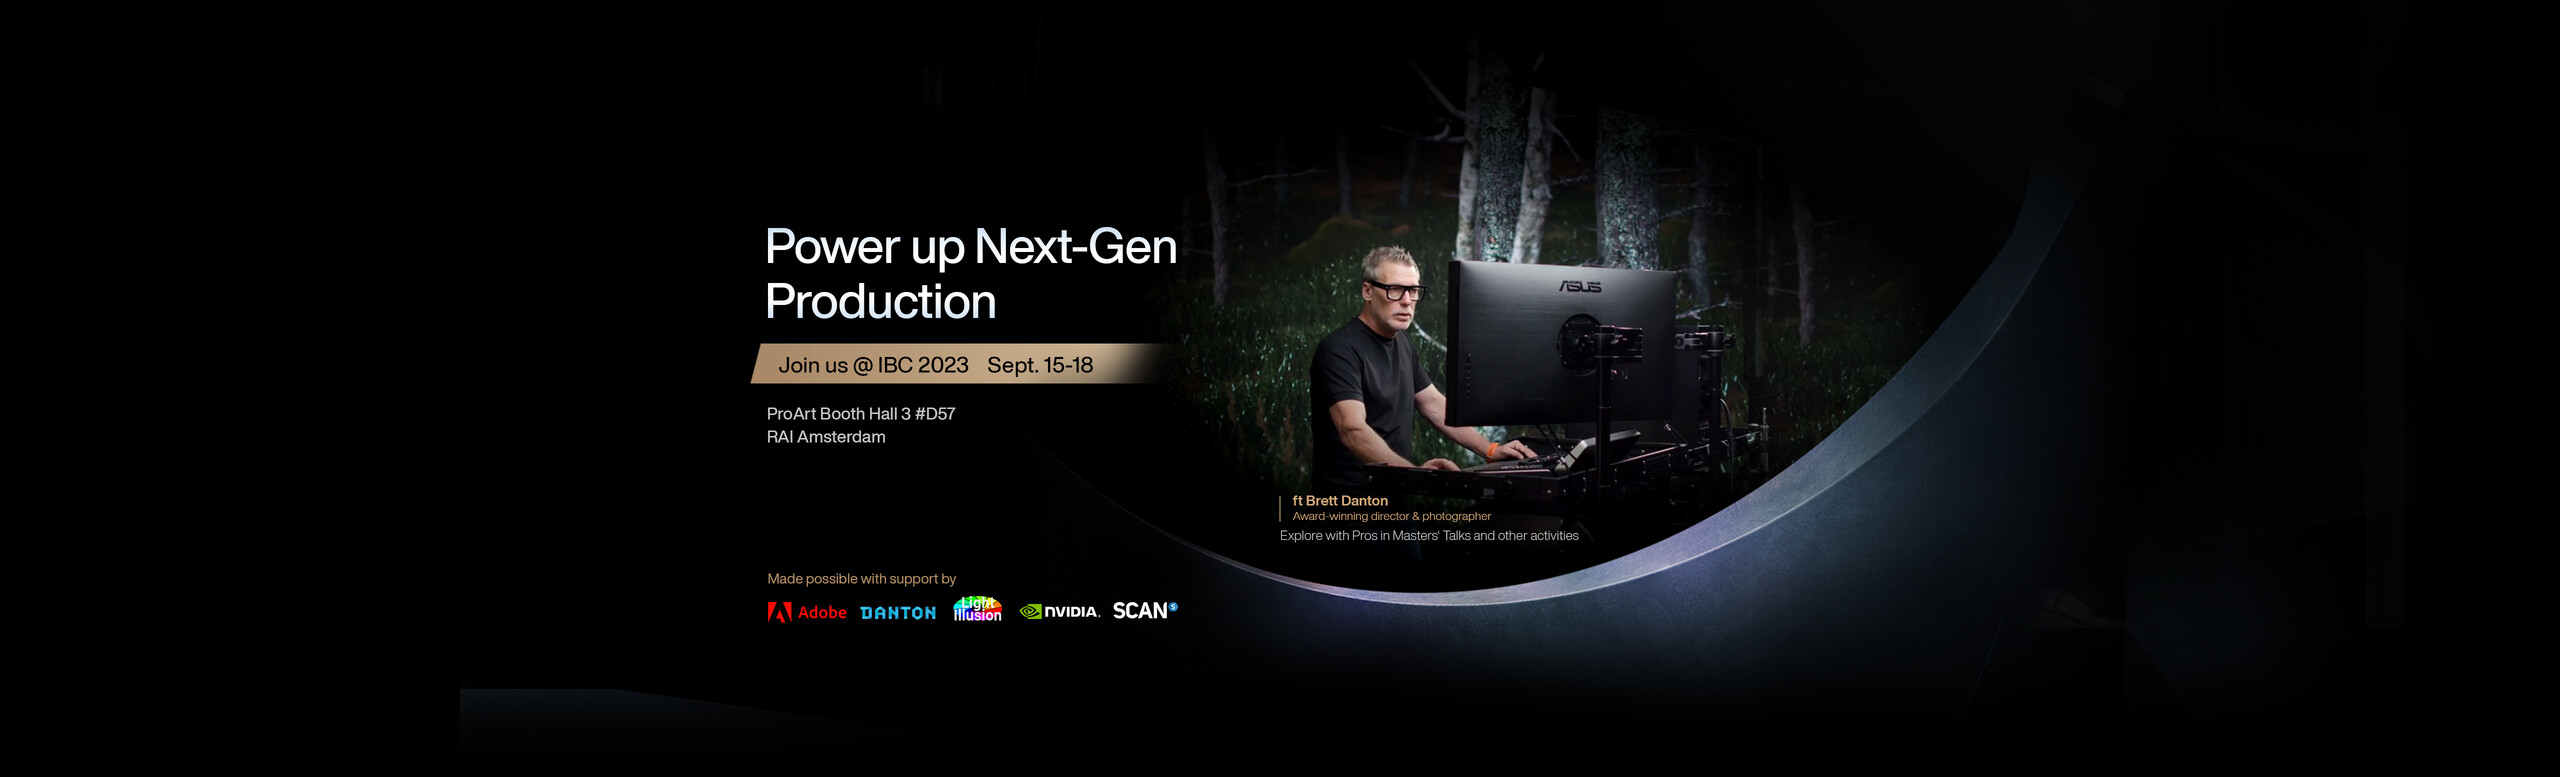 Power up Next-Gen
Production
Join us @ IBC 2023 Sept. 15-18
ProArt Booth Hall 3 #D57
RAI Amsterdam
ASUS
ft Brett Danton
Award-winning director & photographer
Explore with Pros in Masters' Talks and other activities
Made possible with support by
Adobe DANTON Light Illusion NVIDIA. SCAN S